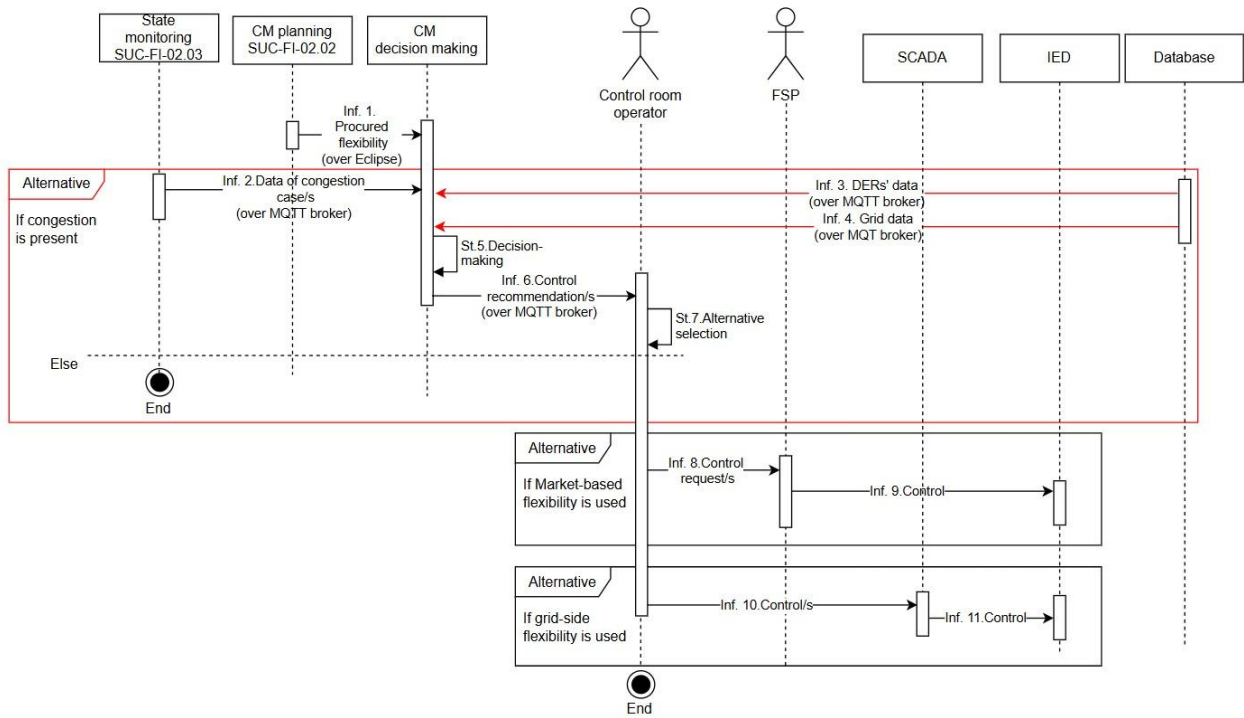 State
monitoring
SUC-FI-02.03
CM planning
SUC-FI-02.02
CM
decision making
Control room
operator
FSP
SCADA
IED
Database
Inf. 1.
Procured
flexibility
(over Eclipse)
Alternative
If congestion
is present
Inf. 2.Data of congestion
case/s
(over MQTT broker)
Inf. 3. DERs' data
(over MQTT broker)
Inf. 4. Grid data
(over MQT broker)
St.5.Decision-
making
Inf. 6.Control
recommendation/s
(over MQTT broker)
St.7.Alternative
selection
Else
End
Alternative
If Market-based
flexibility is used
Inf. 8.Control
request/s
Inf. 9.Control
Alternative
If grid-side
flexibility is used
Inf. 10.Control/s
Inf. 11.Control
End